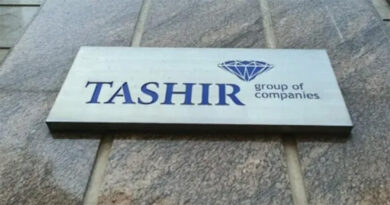 TASHIR
group of
companies